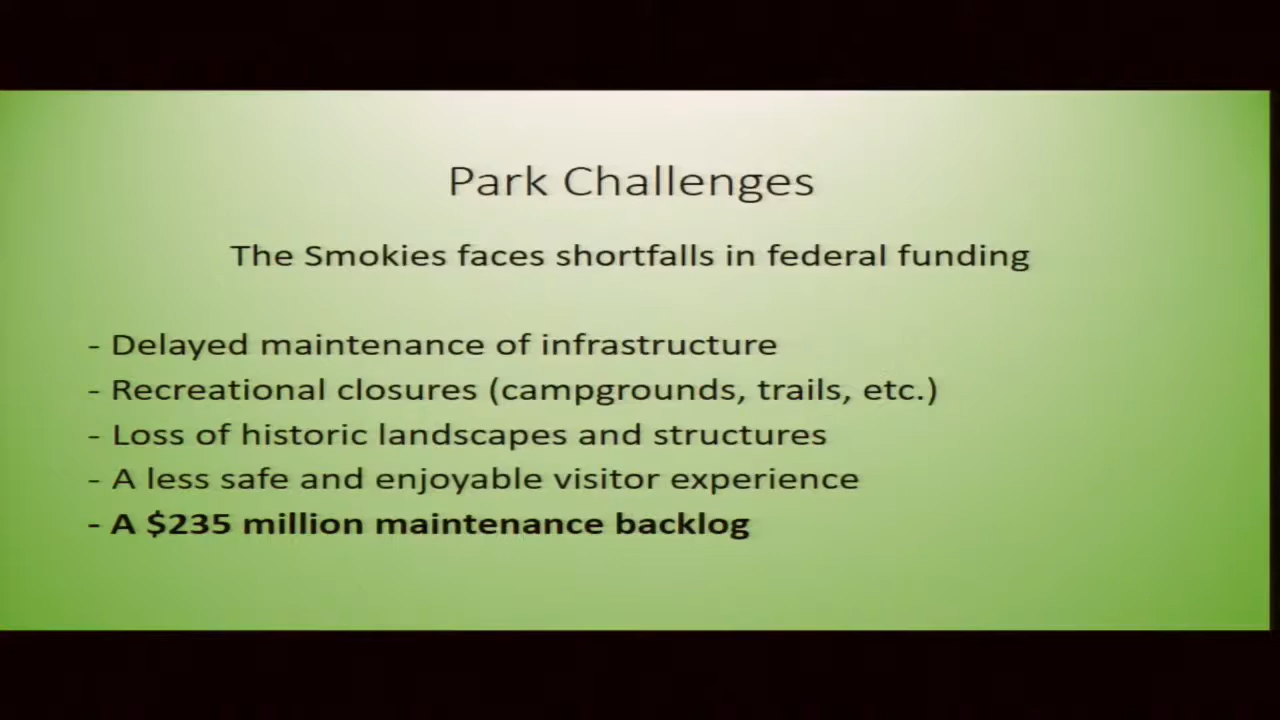 Park Challenges
The Smokies faces shortfalls in federal funding
- Delayed maintenance of infrastructure
- Recreational closures (campgrounds, trails, etc.)
- Loss of historic landscapes and structures
- A less safe and enjoyable visitor experience
- A $235 million maintenance backlog